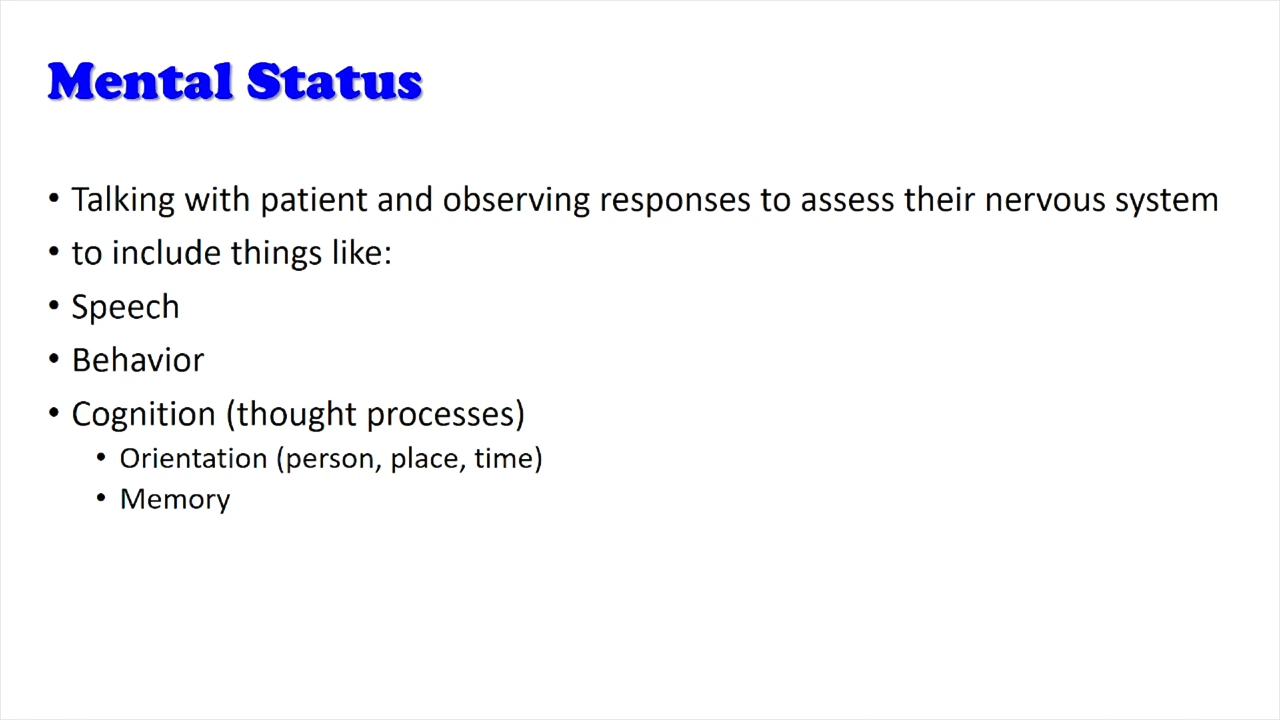 Mental Status
• Talking with patient and observing responses to assess their nervous system
• to include things like:
• Speech
• Behavior
• Cognition (thought processes)
• Orientation (person, place, time)
• Memory